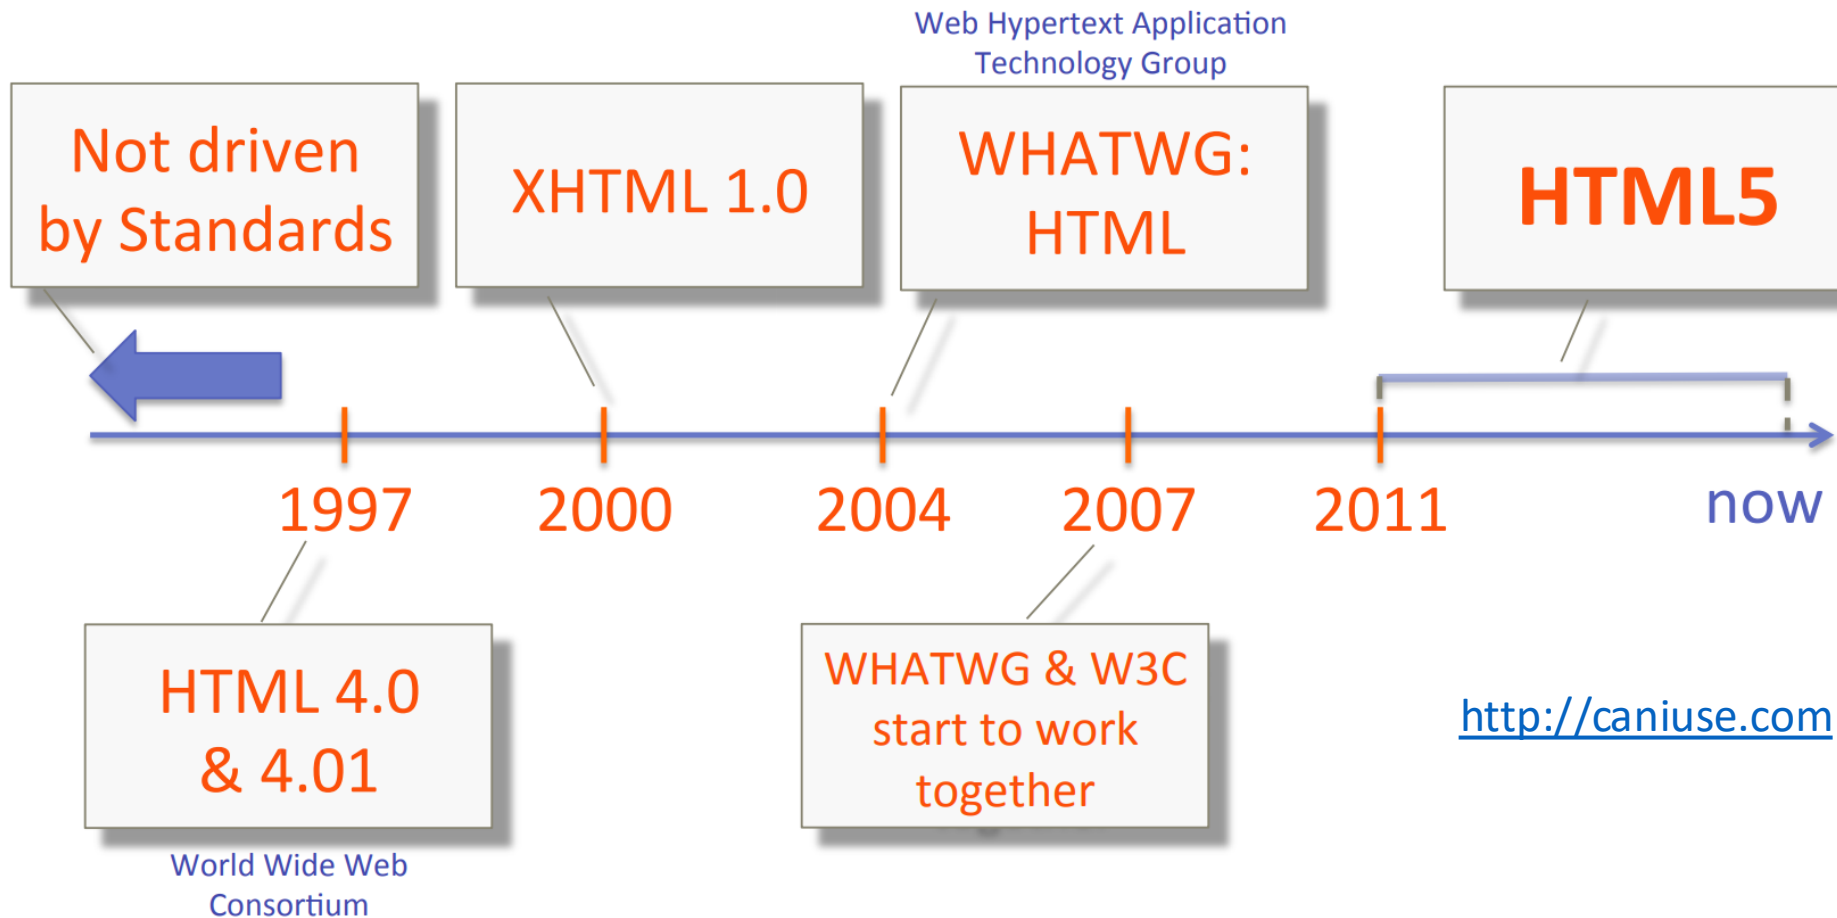 Web Hypertext Application
Technology Group
Not driven
by Standards
XHTML 1.0
WHATWG:
HTML
HTML5
1997
2000
2004
2007
2011
now
HTML 4.0
& 4.01
World Wide Web
Consortium
WHATWG & W3C
start to work
together
http://caniuse.com